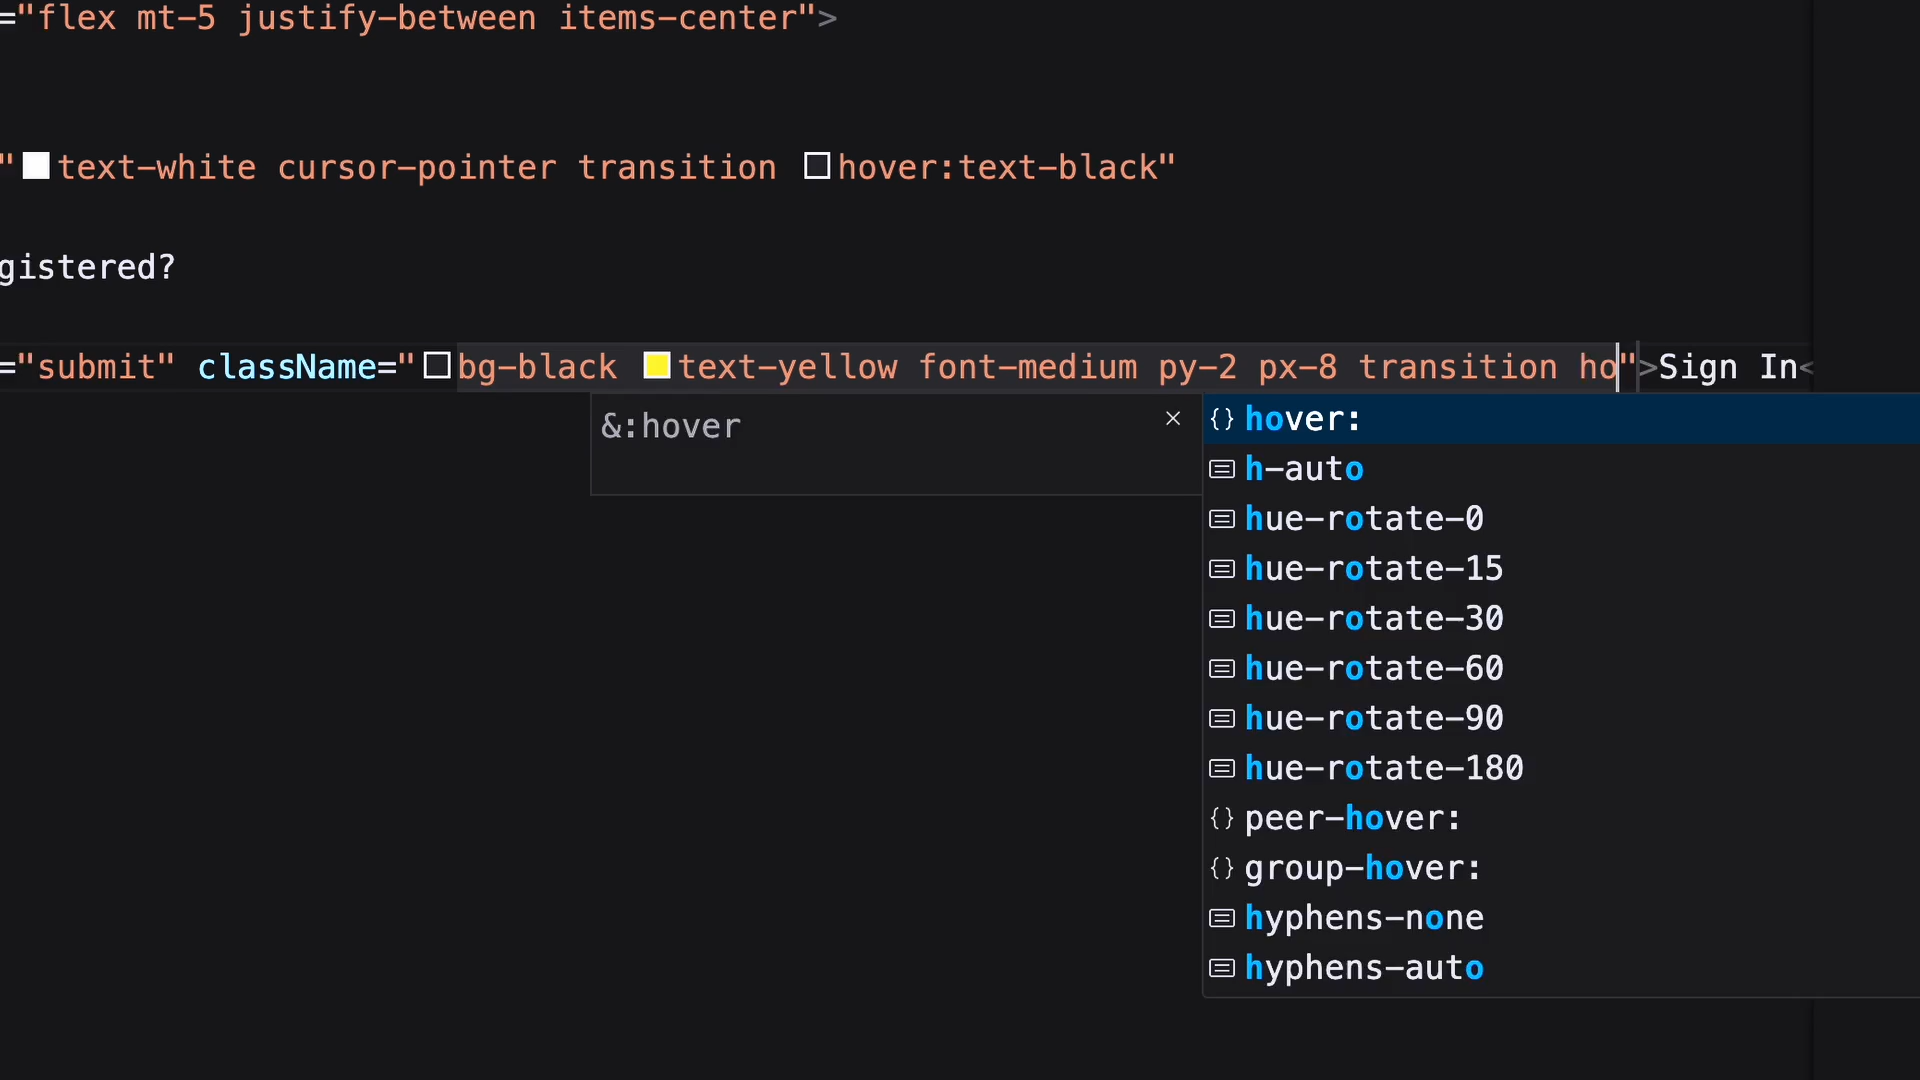 ="flex mt-5 justify-between items-center">
"text-white cursor-pointer transition hover:text-black"
gistered?
="submit" className="bg-black text-yellow font-medium py-2 px-8 transition ho">Sign In<
&:hover
{} hover:
h-auto
hue-rotate-0
hue-rotate-15
hue-rotate-30
hue-rotate-60
hue-rotate-90
hue-rotate-180
{} peer-hover:
{} group-hover:
hyphens-none
hyphens-auto